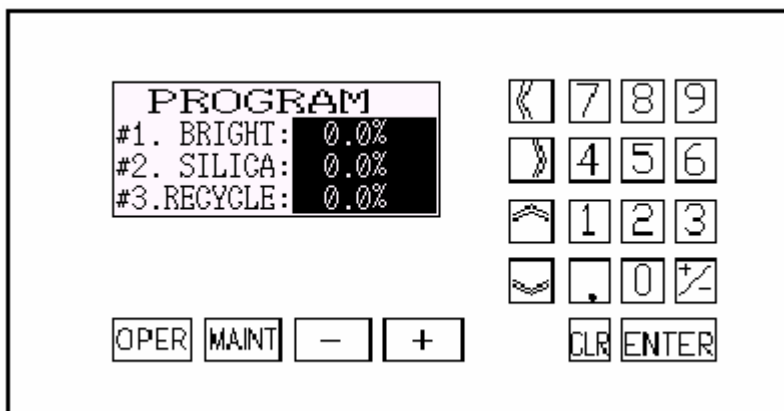 PROGRAM
#1. BRIGHT: 0.0%
#2. SILICA: 0.0%
#3.RECYCLE: 0.0%
7 8 9
4 5 6
1 2 3
. 0 +/-
OPER MAINT - + CLR ENTER